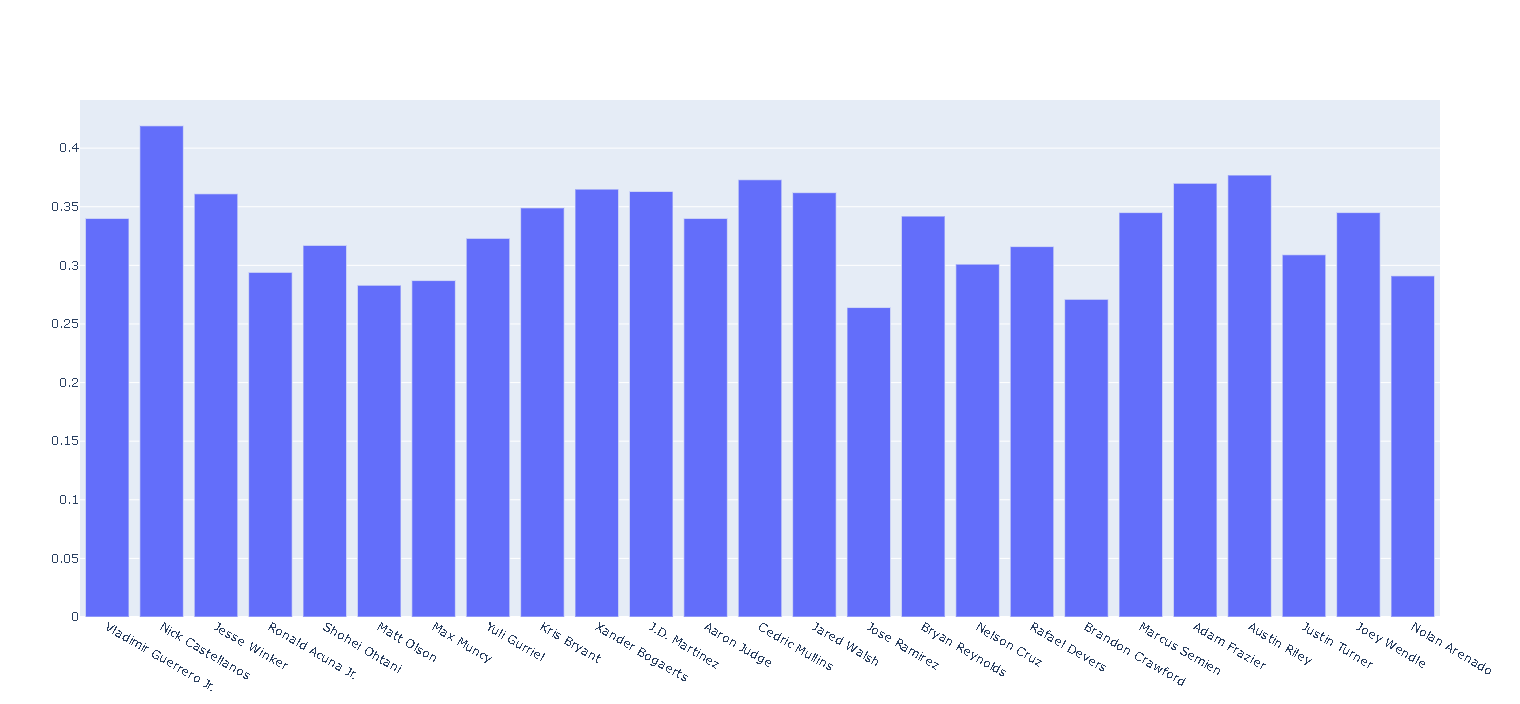 0.4
0.35
0.3
0.25
0.2
0.15
0.1
0.05
0
Vladimir Guerrero Jr.
Nick Castellanos
Jesse Winker
Ronald Acuna Jr.
Shohei Ohtani
Matt Olson
Max Muncy
Yuli Gurriel
Kris Bryant
Xander Bogaerts
J.D. Martinez
Aaron Judge
Cedric Mullins
Jared Walsh
Jose Ramirez
Bryan Reynolds
Nelson Cruz
Rafael Devers
Brandon Crawford
Marcus Semien
Adam Frazier
Austin Riley
Justin Turner
Joey Wendle
Nolan Arenado